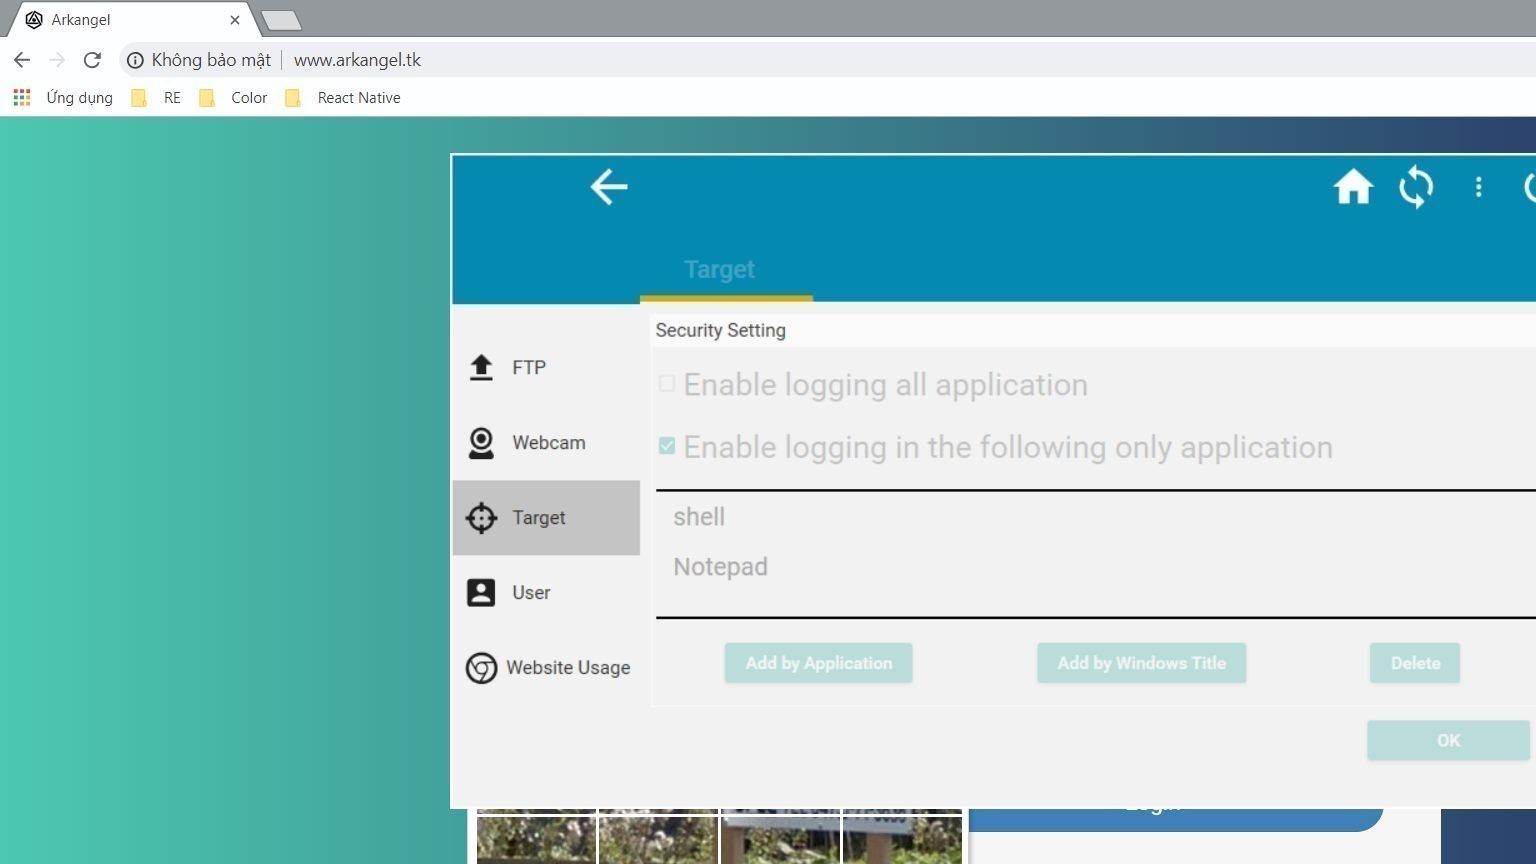 Arkangel
Không bảo mật www.arkangel.tk
Ứng dụng RE Color React Native
Target
Security Setting
FTP
Enable logging all application
Webcam
Enable logging in the following only application
Target
shell
Notepad
User
Website Usage
Add by Application Add by Windows Title Delete
OK
Login